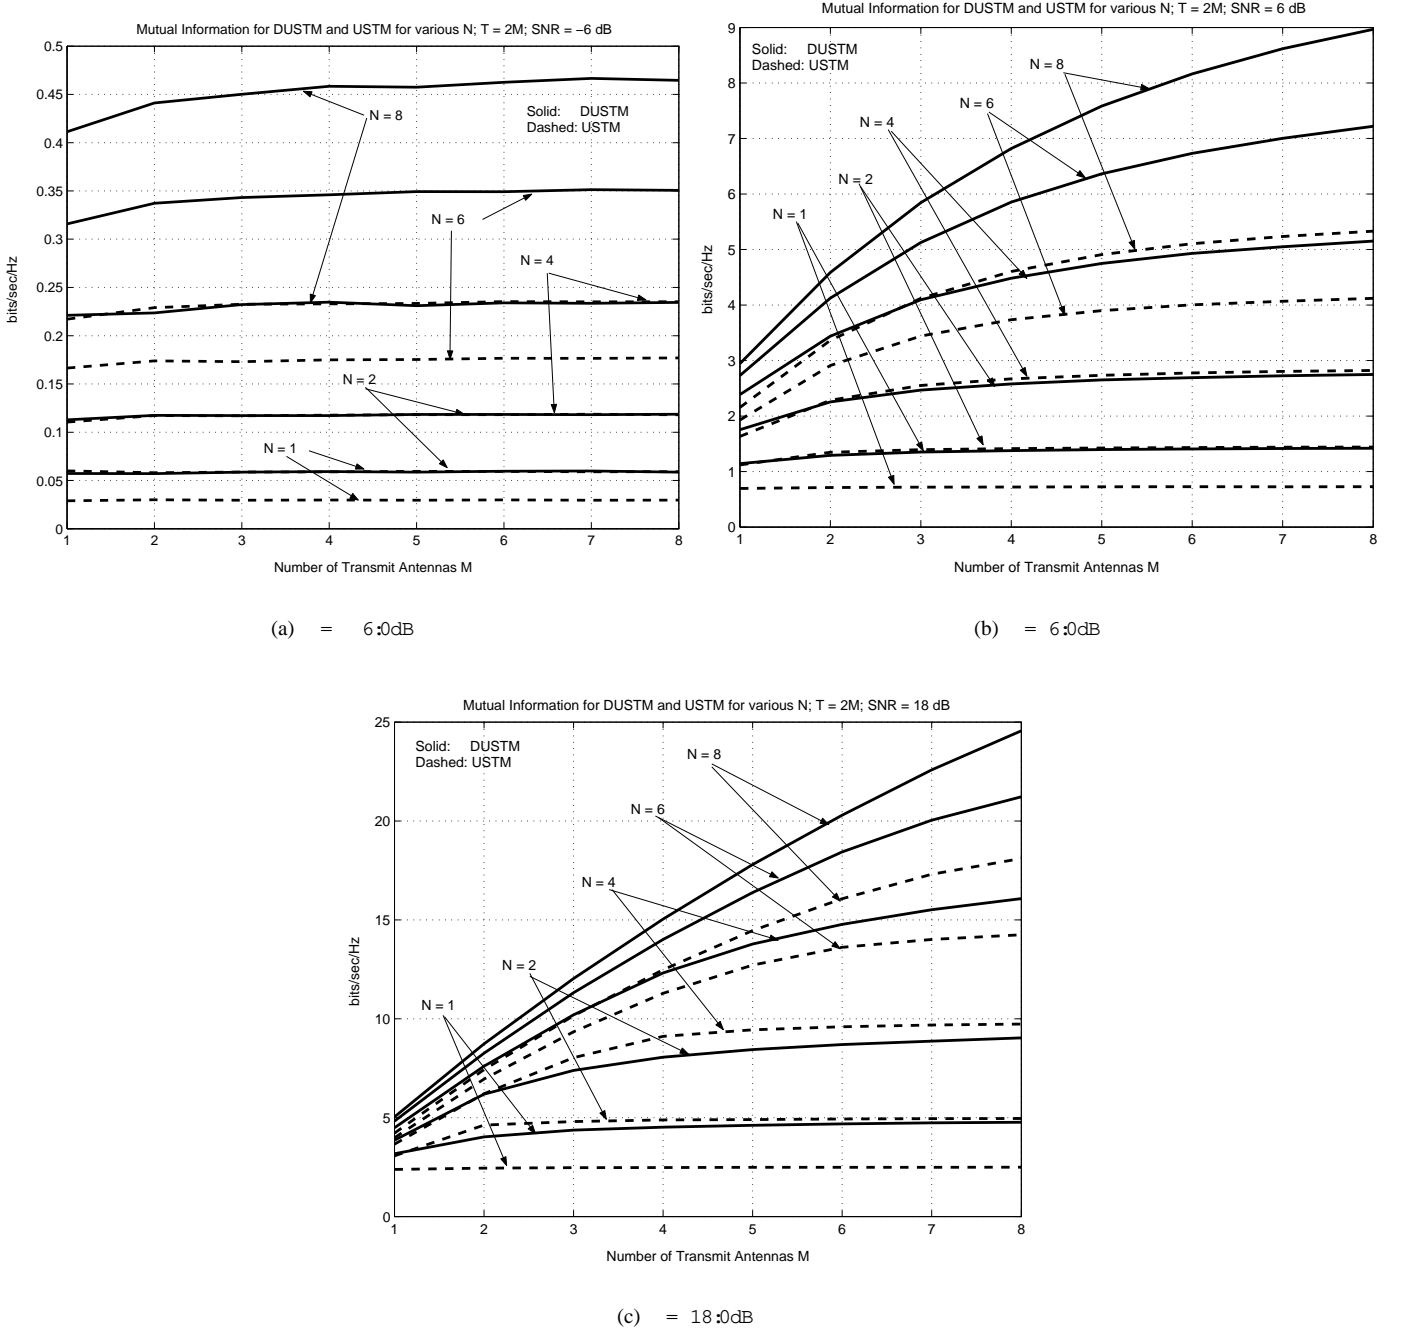 Mutual Information for DUSTM and USTM for various N; T = 2M; SNR = −6 dB
0.5
0.45
0.4
0.35
0.3
0.25
0.2
0.15
0.1
0.05
0
bits/sec/Hz
Solid: DUSTM
Dashed: USTM
N = 8
N = 6
N = 4
N = 2
N = 1
1 2 3 4 5 6 7 8
Number of Transmit Antennas M
(a) = 6:0dB
Mutual Information for DUSTM and USTM for various N; T = 2M; SNR = 6 dB
9
8
7
6
5
4
3
2
1
0
bits/sec/Hz
Solid: DUSTM
Dashed: USTM
N = 8
N = 6
N = 4
N = 2
N = 1
1 2 3 4 5 6 7 8
Number of Transmit Antennas M
(b) = 6:0dB
Mutual Information for DUSTM and USTM for various N; T = 2M; SNR = 18 dB
25
20
15
10
5
0
bits/sec/Hz
Solid: DUSTM
Dashed: USTM
N = 8
N = 6
N = 4
N = 2
N = 1
1 2 3 4 5 6 7 8
Number of Transmit Antennas M
(c) = 18:0dB